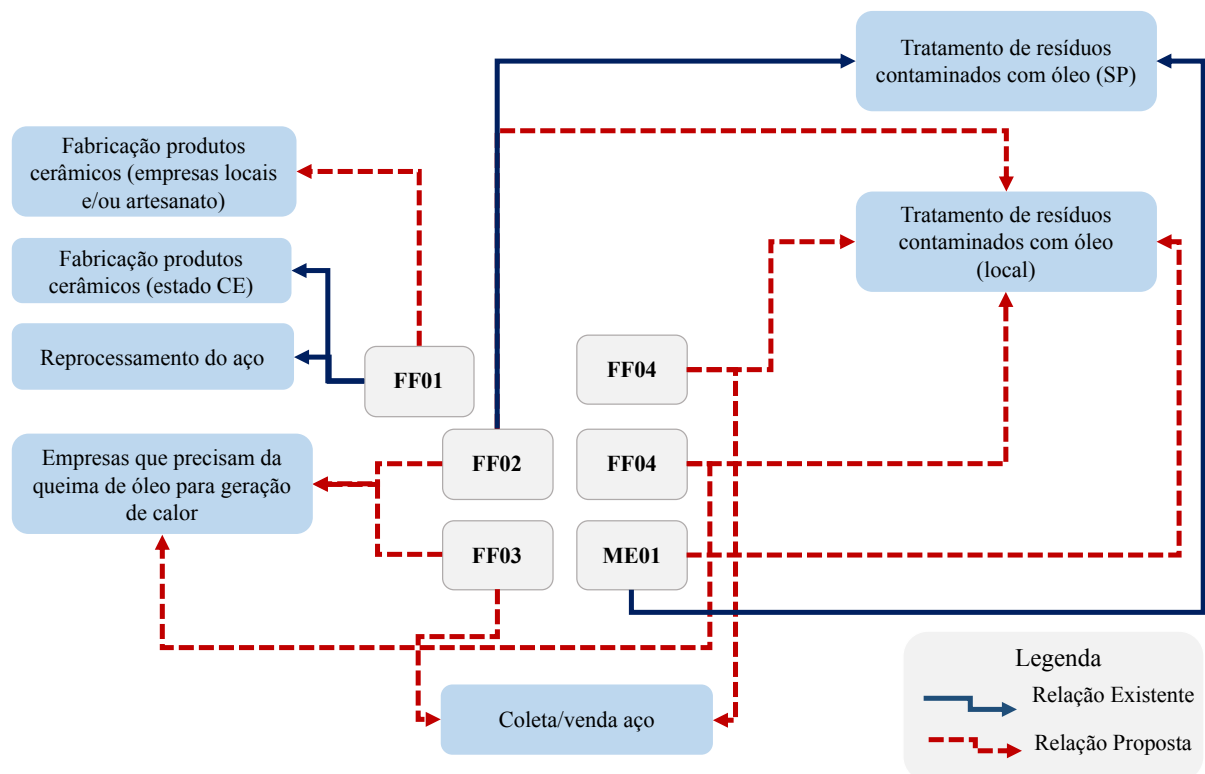 Tratamento de resíduos
contaminados com óleo (SP)
Fabricação produtos
cerâmicos (empresas locais
e/ou artesanato)
Tratamento de resíduos
contaminados com óleo
(local)
Fabricação produtos
cerâmicos (estado CE)
Reprocessamento do aço
FF01
FF04
Empresas que precisam da
queima de óleo para geração
de calor
FF02
FF04
FF03
ME01
Coleta/venda aço
Legenda
Relação Existente
Relação Proposta